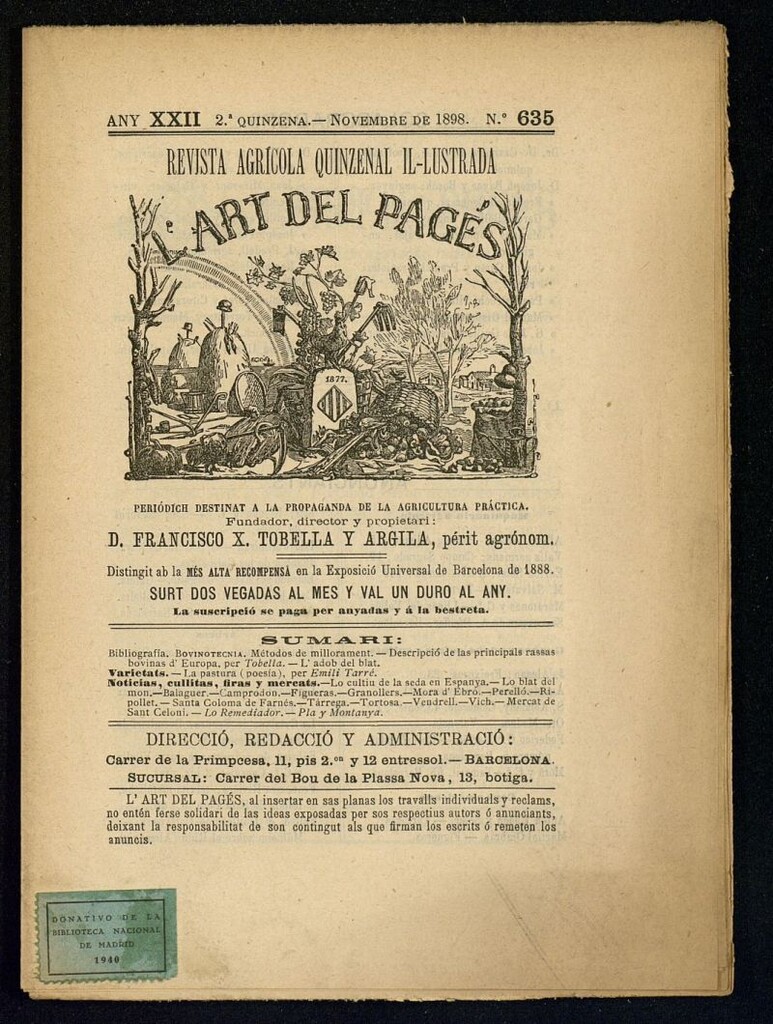 ANY XXII 2.ª QUINZENA.—NOVEMBRE DE 1898. N.º 635
REVISTA AGRÍCOLA QUINZENAL IL-LUSTRADA
L'ART DEL PAGÉS
1877.
PERIÓDICH DESTINAT A LA PROPAGANDA DE LA AGRICULTURA PRÁCTICA.
Fundador, director y propietari:
D. FRANCISCO X. TOBELLA Y ARGILA, périt agrónom.
Distingit ab la MÉS ALTA RECOMPENSA en la Exposició Universal de Barcelona de 1888.
SURT DOS VEGADAS AL MES Y VAL UN DURO AL ANY.
La suscripció se paga per anyadas y á la bestreta.
SUMARI:
Bibliografía. BOVINOTECNIA. Métodos de millorament.—Descripció de las principals rassas
bovinas d' Europa, per Tobella.—L' adob del blat.
Varietats.—La pastura (poesía), per Emili Tarré.
Noticias, cullitas, firas y mercats.—Lo cultiu de la seda en Espanya.—Lo blat del
mon.—Balaguer.—Camprodon.—Figueras.—Granollers.—Mora d' Ebro.—Perelló.—Ri-
pollet.—Santa Coloma de Farnés.—Tárrega.—Tortosa.—Vendrell.—Vich.—Mercat de
Sant Celoni.—Lo Remediador.—Pla y Montanya.
DIRECCIÓ, REDACCIÓ Y ADMINISTRACIÓ:
Carrer de la Primpcesa, 11, pis 2.on y 12 entressol.—BARCELONA.
SUCURSAL: Carrer del Bou de la Plassa Nova, 13, botiga.
L' ART DEL PAGÉS, al insertar en sas planas los travalls individuals y reclams,
no entén ferse solidari de las ideas exposadas per sos respectius autors ó anunciants,
deixant la responsabilitat de son contingut als que firman los escrits ó remeten los
anuncis.
DONATIVO DE LA
BIBLIOTECA NACIONAL
DE MADRID
1940